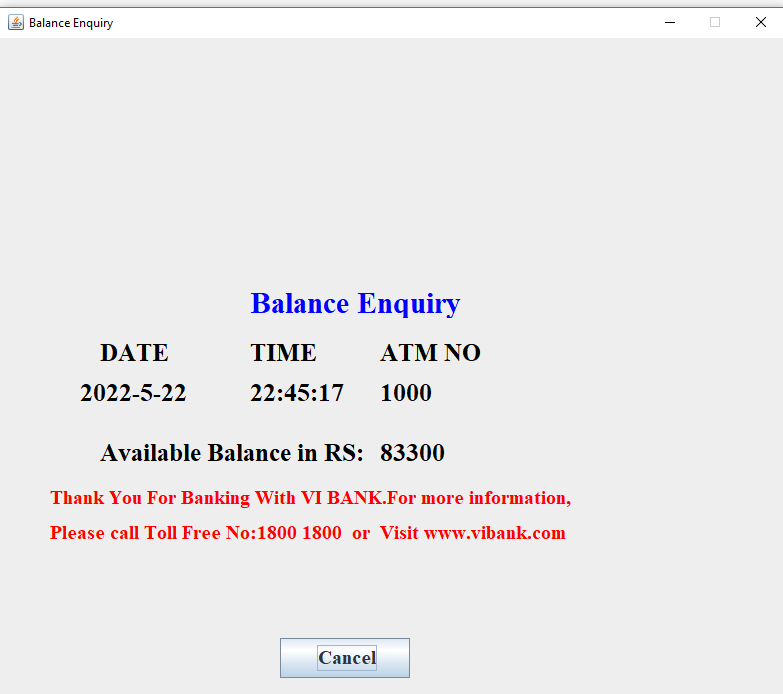 Balance Enquiry
Balance Enquiry
DATE TIME ATM NO
2022-5-22 22:45:17 1000
Available Balance in RS: 83300
Thank You For Banking With VI BANK.For more information,
Please call Toll Free No:1800 1800 or Visit www.vibank.com
Cancel